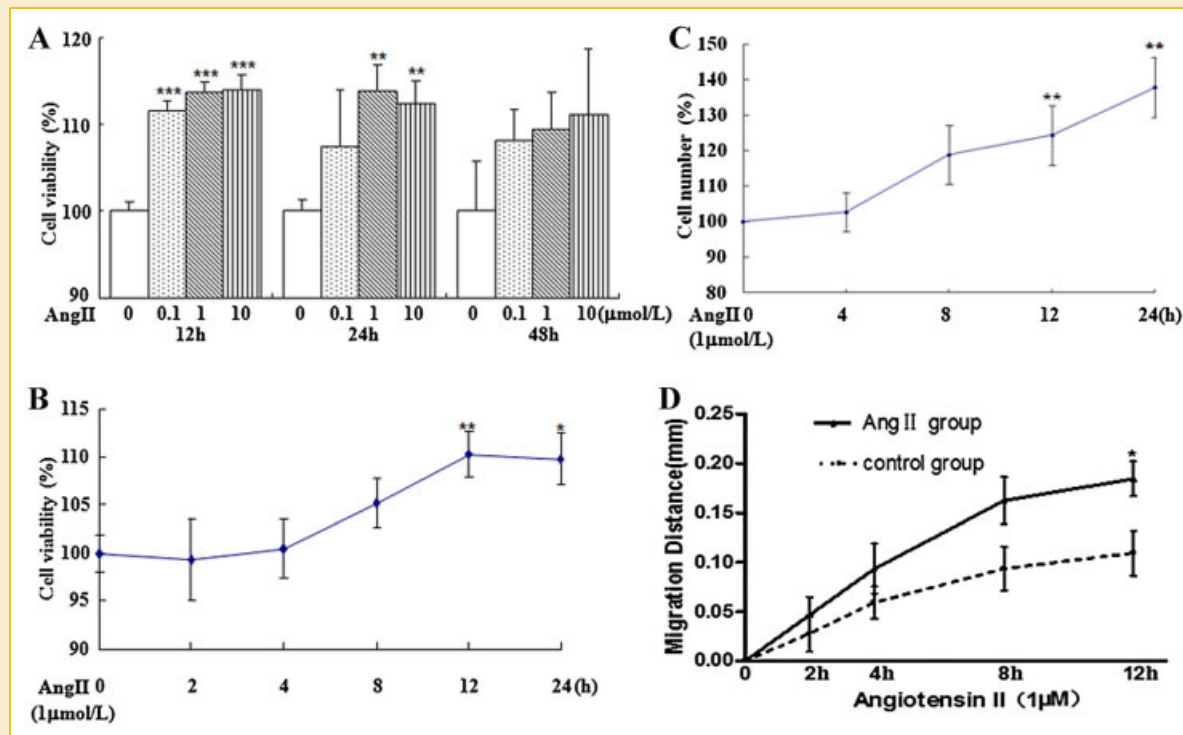 A
120
110
100
90
Cell viability (%)
*** *** ***
** **
AngII 0 0.1 1 10 0 0.1 1 10 0 0.1 1 10(μmol/L)
12h 24h 48h
B
115
110
105
100
95
90
Cell viability (%)
** *
AngII 0 2 4 8 12 24(h)
(1μmol/L)
C
150
140
130
120
110
100
90
80
Cell number (%)
** **
AngII 0 4 8 12 24(h)
(1μmol/L)
D
0.25
0.20
0.15
0.10
0.05
0.00
Migration Distance(mm)
Ang II group
control group
*
0 2h 4h 8h 12h
Angiotensin II (1μM)